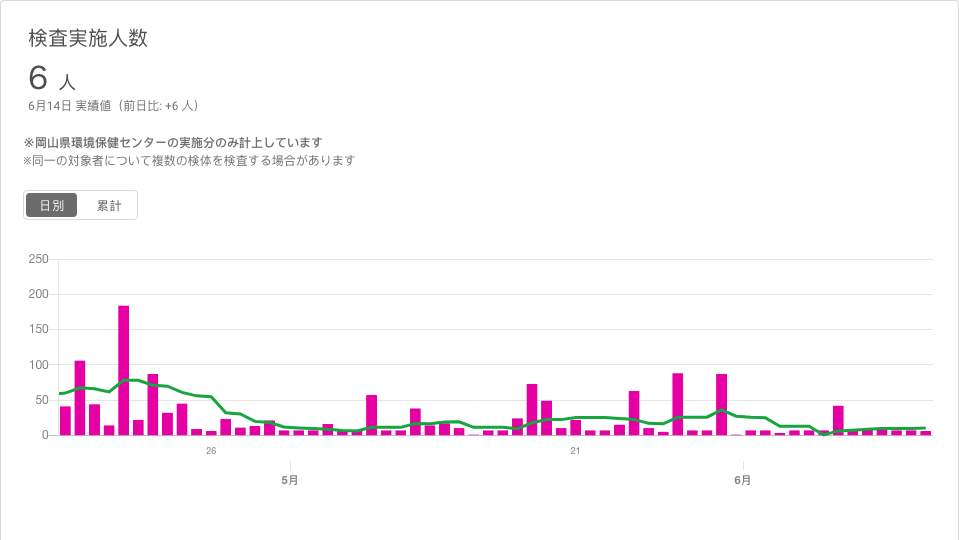 検査実施人数
6 人
6月14日 実績値（前日比: +6 人）
※岡山県環境保健センターの実施分のみ計上しています
※同一の対象者について複数の検体を検査する場合があります
日別 累計
250
200
150
100
50
0
26 21
5月 6月